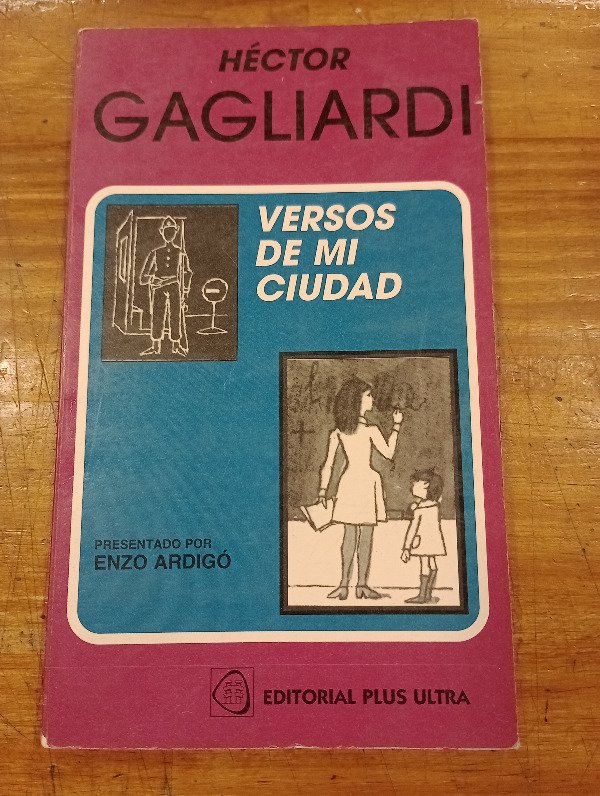 HÉCTOR
GAGLIARDI
VERSOS
DE MI
CIUDAD
PRESENTADO POR
ENZO ARDIGÓ
EDITORIAL PLUS ULTRA